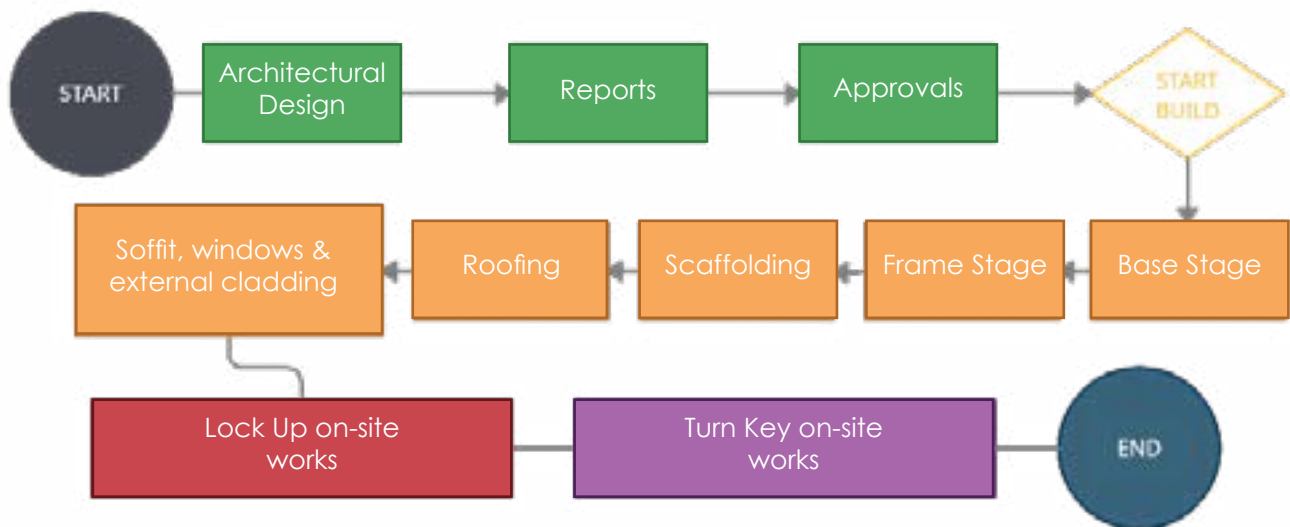 START
Architectural
Design
Reports
Approvals
START
BUILD
Base Stage
Frame Stage
Scaffolding
Roofing
Soffit, windows &
external cladding
Lock Up on-site
works
Turn Key on-site
works
END